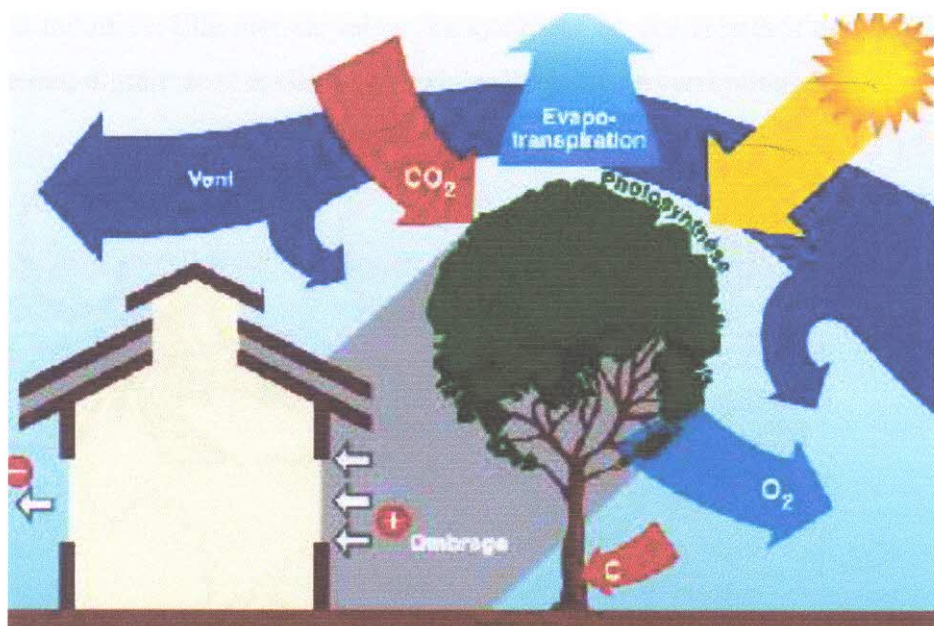 Evapo-
transpiration
Vent
CO₂
Photosynthèse
O₂
Ombrage
C
+
−